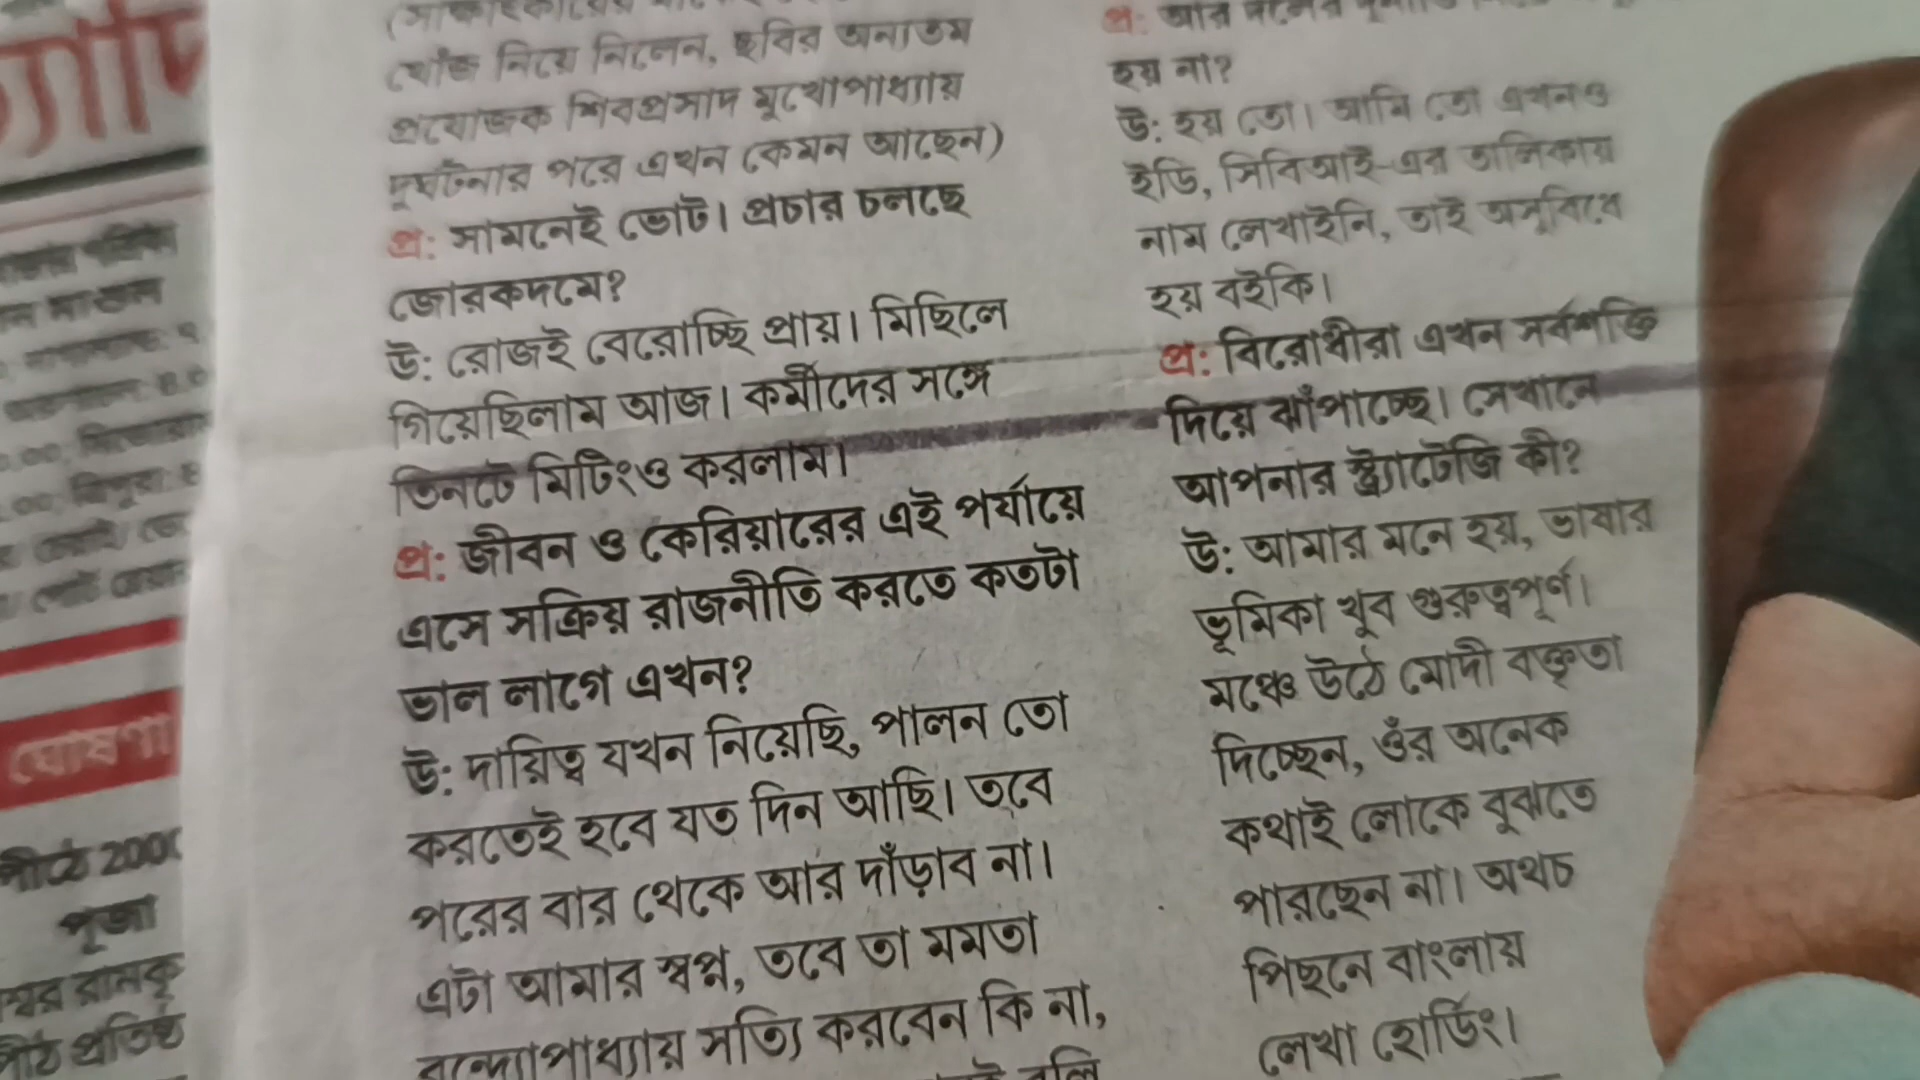 খোঁজ নিয়ে নিলেন, ছবির অন্যতম
প্রযোজক শিবপ্রসাদ মুখোপাধ্যায়
দুর্ঘটনার পরে এখন কেমন আছেন)
প্র: সামনেই ভোট। প্রচার চলছে
জোরকদমে?
উ: রোজই বেরোচ্ছি প্রায়। মিছিলে
গিয়েছিলাম আজ। কর্মীদের সঙ্গে
তিনটে মিটিংও করলাম।
প্র: জীবন ও কেরিয়ারের এই পর্যায়ে
এসে সক্রিয় রাজনীতি করতে কতটা
ভাল লাগে এখন?
উ: দায়িত্ব যখন নিয়েছি, পালন তো
করতেই হবে যত দিন আছি। তবে
পরের বার থেকে আর দাঁড়াব না।
এটা আমার স্বপ্ন, তবে তা মমতা
বন্দ্যোপাধ্যায় সত্যি করবেন কি না,
প্র: আর দলের
হয় না?
উ: হয় তো। আমি তো এখনও
ইডি, সিবিআই-এর তালিকায়
নাম লেখাইনি, তাই অসুবিধে
হয় বইকি।
প্র: বিরোধীরা এখন সর্বশক্তি
দিয়ে ঝাঁপাচ্ছে। সেখানে
আপনার স্ট্র্যাটেজি কী?
উ: আমার মনে হয়, ভাষার
ভূমিকা খুব গুরুত্বপূর্ণ।
মঞ্চে উঠে মোদী বক্তৃতা
দিচ্ছেন, ওঁর অনেক
কথাই লোকে বুঝতে
পারছেন না। অথচ
পিছনে বাংলায়
লেখা হোর্ডিং।
ঘোষণা
পূজা